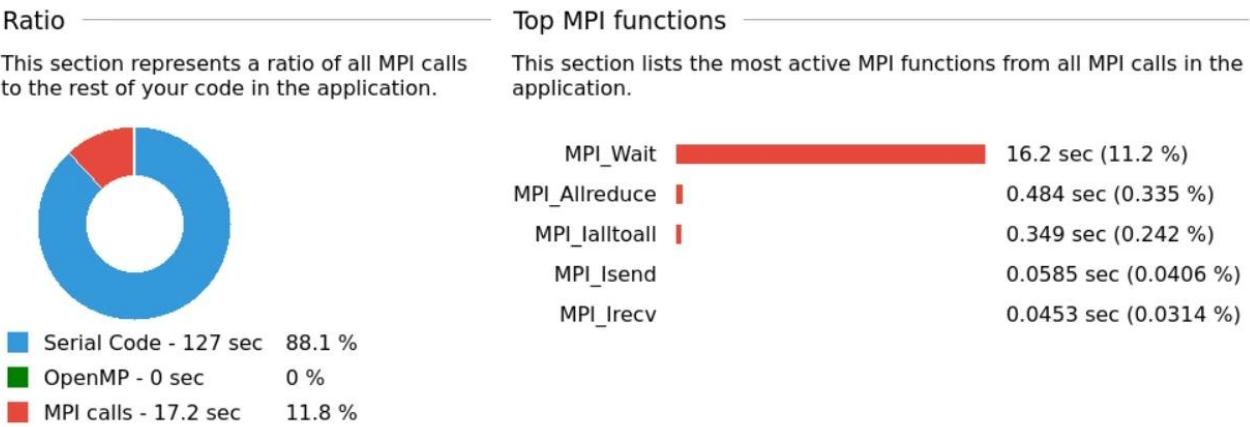 Ratio
This section represents a ratio of all MPI calls
to the rest of your code in the application.
Serial Code - 127 sec 88.1 %
OpenMP - 0 sec 0 %
MPI calls - 17.2 sec 11.8 %
Top MPI functions
This section lists the most active MPI functions from all MPI calls in the
application.
MPI_Wait 16.2 sec (11.2 %)
MPI_Allreduce 0.484 sec (0.335 %)
MPI_Ialltoall 0.349 sec (0.242 %)
MPI_Isend 0.0585 sec (0.0406 %)
MPI_Irecv 0.0453 sec (0.0314 %)